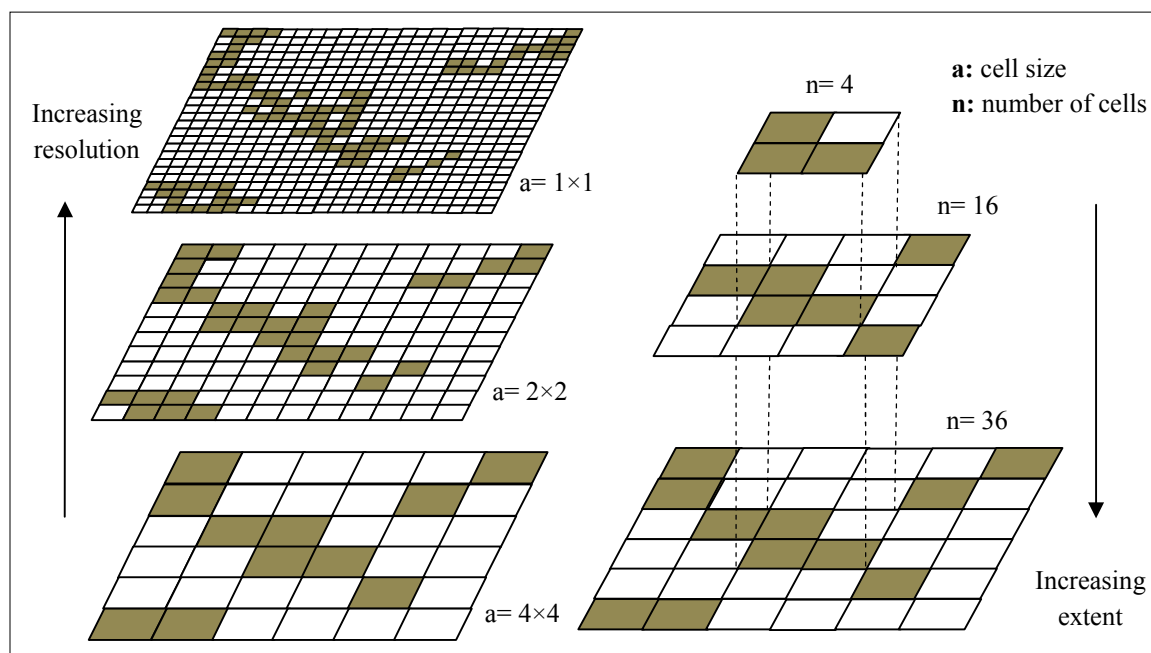 Increasing
resolution
a= 1×1
a= 2×2
a= 4×4
a: cell size
n: number of cells
n= 4
n= 16
n= 36
Increasing
extent